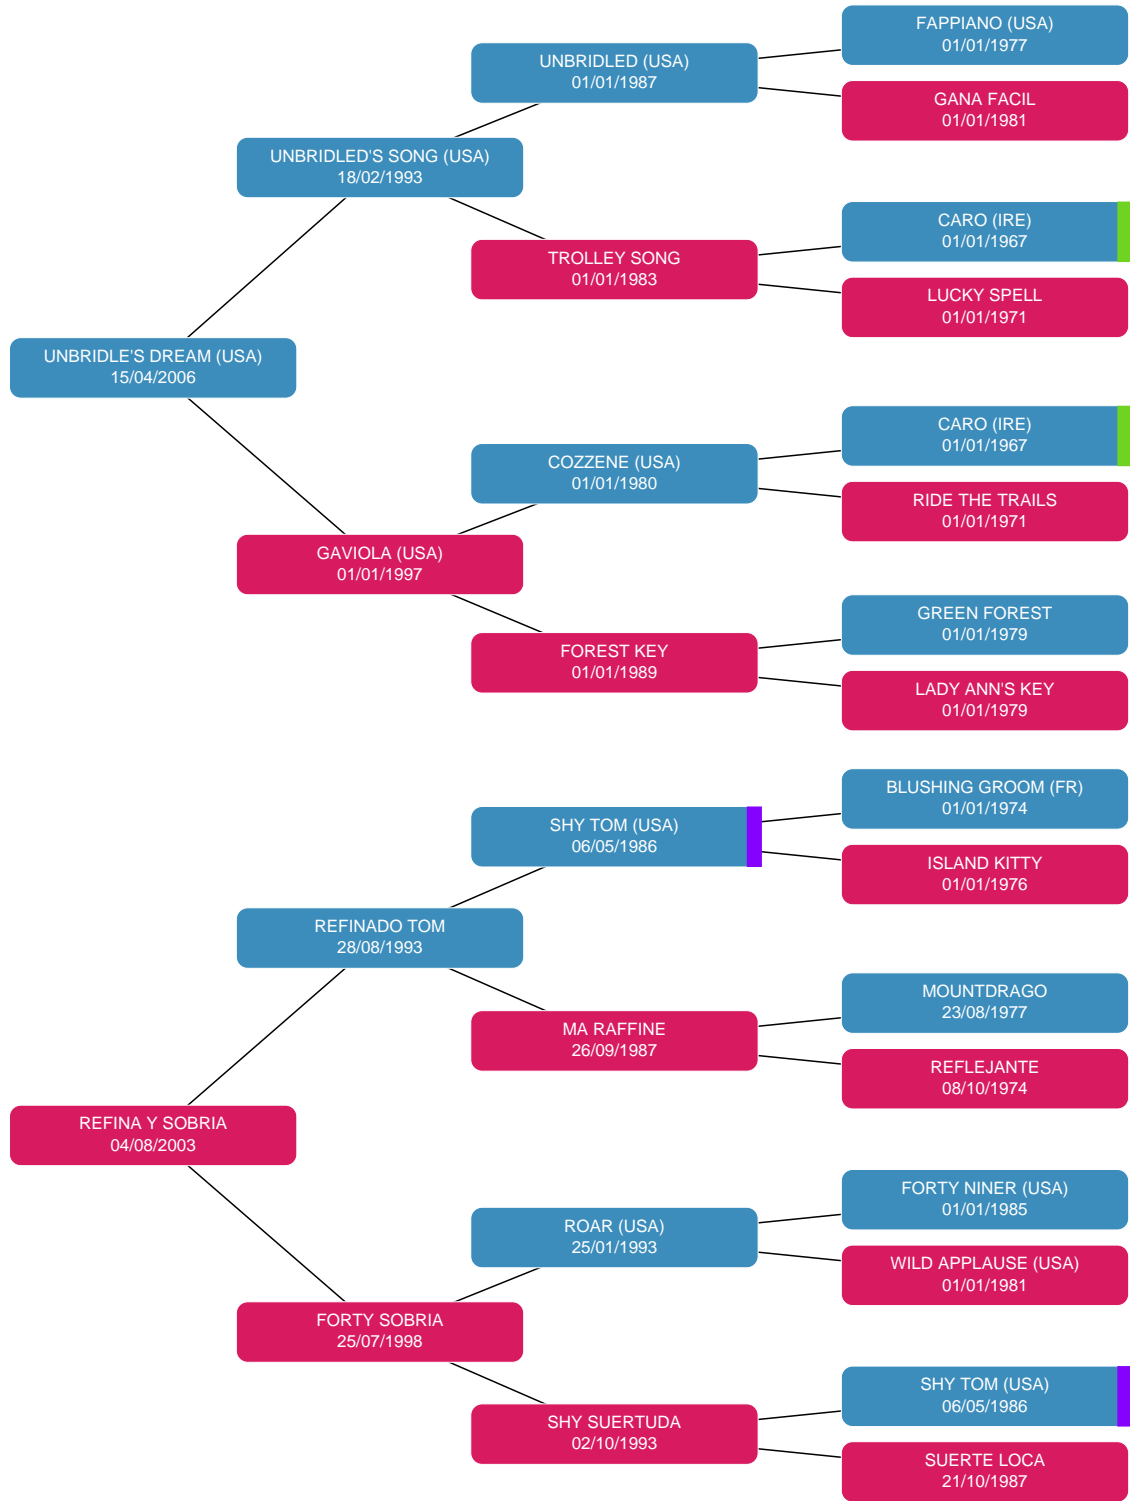 FAPPIANO (USA)
01/01/1977
UNBRIDLED (USA)
01/01/1987
GANA FACIL
01/01/1981
UNBRIDLED'S SONG (USA)
18/02/1993
CARO (IRE)
01/01/1967
TROLLEY SONG
01/01/1983
LUCKY SPELL
01/01/1971
UNBRIDLE'S DREAM (USA)
15/04/2006
CARO (IRE)
01/01/1967
COZZENE (USA)
01/01/1980
RIDE THE TRAILS
01/01/1971
GAVIOLA (USA)
01/01/1997
GREEN FOREST
01/01/1979
FOREST KEY
01/01/1989
LADY ANN'S KEY
01/01/1979
BLUSHING GROOM (FR)
01/01/1974
SHY TOM (USA)
06/05/1986
ISLAND KITTY
01/01/1976
REFINADO TOM
28/08/1993
MOUNTDRAGO
23/08/1977
MA RAFFINE
26/09/1987
REFLEJANTE
08/10/1974
REFINA Y SOBRIA
04/08/2003
FORTY NINER (USA)
01/01/1985
ROAR (USA)
25/01/1993
WILD APPLAUSE (USA)
01/01/1981
FORTY SOBRIA
25/07/1998
SHY TOM (USA)
06/05/1986
SHY SUERTUDA
02/10/1993
SUERTE LOCA
21/10/1987